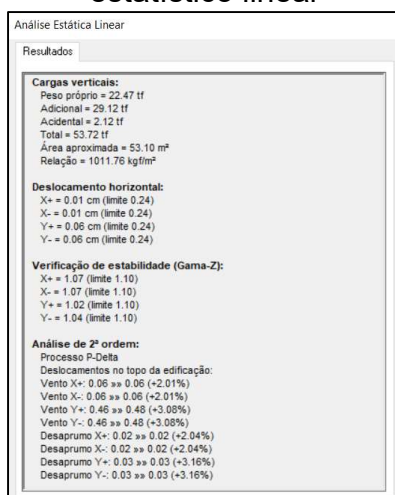 estatístico linear
Análise Estática Linear
Resultados
Cargas verticais:
Peso próprio = 22.47 tf
Adicional = 29.12 tf
Acidental = 2.12 tf
Total = 53.72 tf
Área aproximada = 53.10 m²
Relação = 1011.76 kgf/m²
Deslocamento horizontal:
X+ = 0.01 cm (limite 0.24)
X- = 0.01 cm (limite 0.24)
Y+ = 0.06 cm (limite 0.24)
Y- = 0.06 cm (limite 0.24)
Verificação de estabilidade (Gama-Z):
X+ = 1.07 (limite 1.10)
X- = 1.07 (limite 1.10)
Y+ = 1.02 (limite 1.10)
Y- = 1.04 (limite 1.10)
Análise de 2ª ordem:
Processo P-Delta
Deslocamentos no topo da edificação:
Vento X+: 0.06 »» 0.06 (+2.01%)
Vento X-: 0.06 »» 0.06 (+2.01%)
Vento Y+: 0.46 »» 0.48 (+3.08%)
Vento Y-: 0.46 »» 0.48 (+3.08%)
Desaprumo X+: 0.02 »» 0.02 (+2.04%)
Desaprumo X-: 0.02 »» 0.02 (+2.04%)
Desaprumo Y+: 0.03 »» 0.03 (+3.16%)
Desaprumo Y-: 0.03 »» 0.03 (+3.16%)